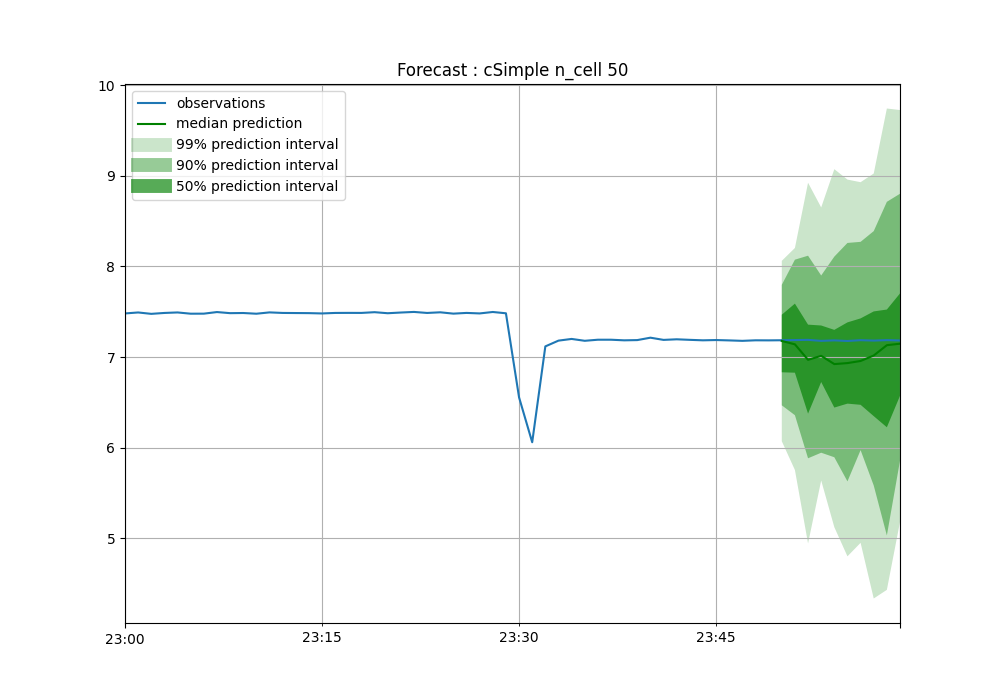 Forecast : cSimple n_cell 50
observations
median prediction
99% prediction interval
90% prediction interval
50% prediction interval
10
9
8
7
6
5
23:00
23:15
23:30
23:45